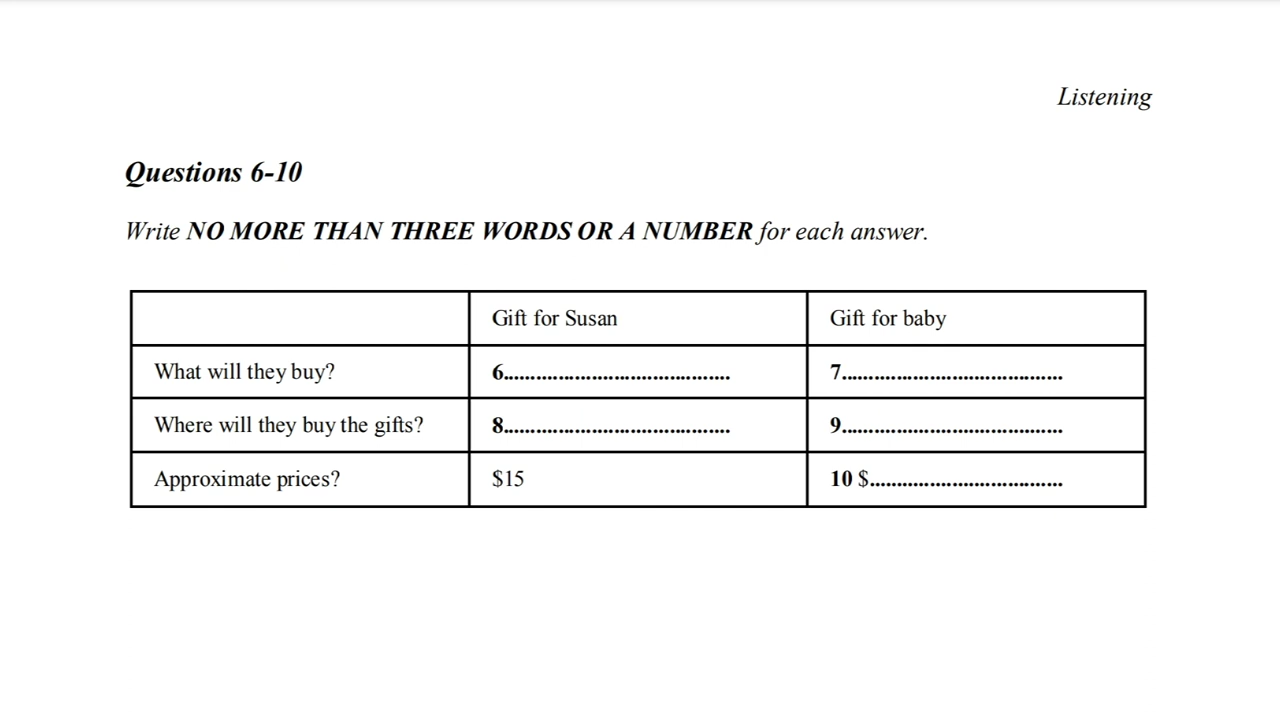 Listening
Questions 6-10
Write NO MORE THAN THREE WORDS OR A NUMBER for each answer.
Gift for Susan Gift for baby
What will they buy? 6.......................................... 7.........................................
Where will they buy the gifts? 8.......................................... 9.........................................
Approximate prices? $15 10 $....................................